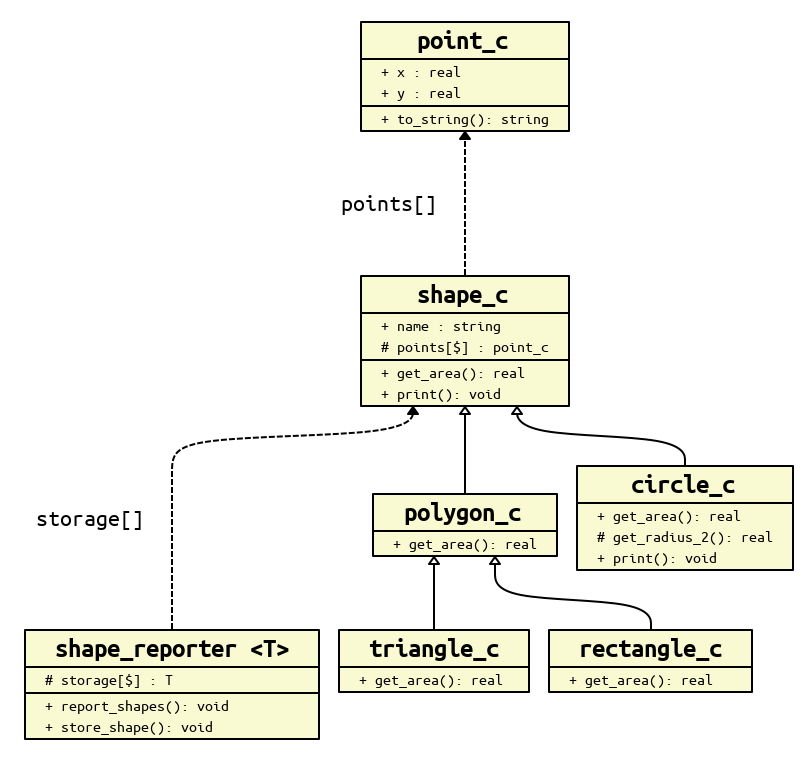 point_c
+ x : real
+ y : real
+ to_string(): string
points[]
shape_c
+ name : string
# points[$] : point_c
+ get_area(): real
+ print(): void
storage[]
polygon_c
+ get_area(): real
circle_c
+ get_area(): real
# get_radius_2(): real
+ print(): void
shape_reporter <T>
# storage[$] : T
+ report_shapes(): void
+ store_shape(): void
triangle_c
+ get_area(): real
rectangle_c
+ get_area(): real